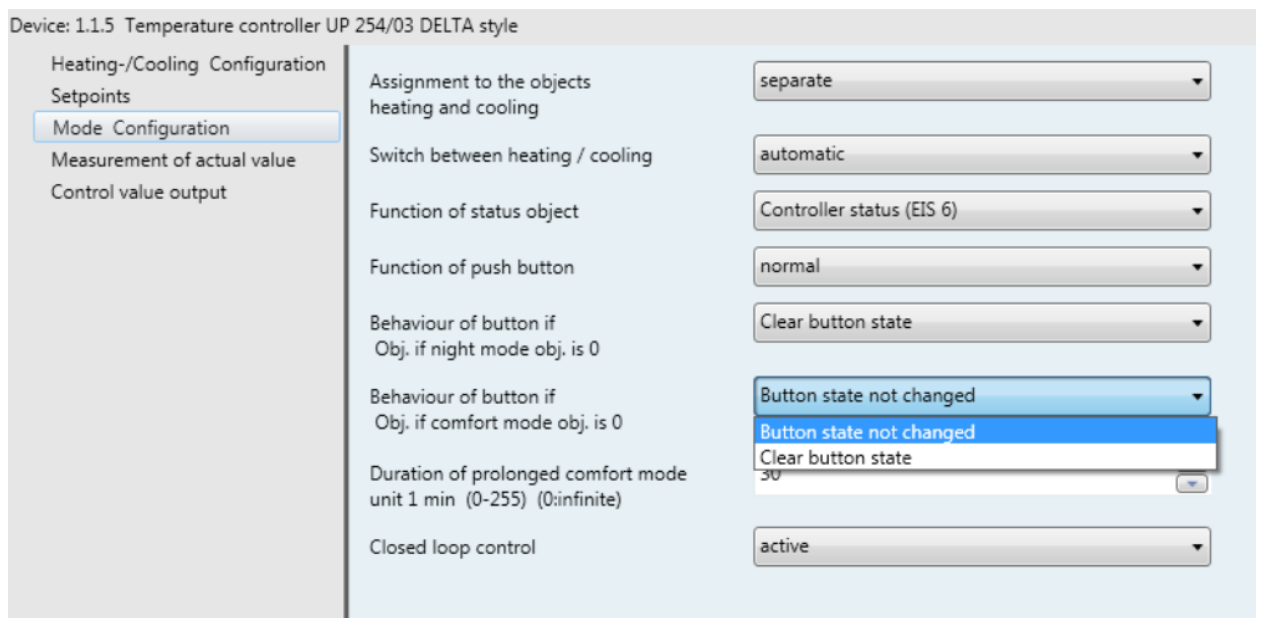 Device: 1.1.5 Temperature controller UP 254/03 DELTA style
Heating-/Cooling Configuration
Setpoints
Mode Configuration
Measurement of actual value
Control value output
Assignment to the objects
heating and cooling
separate
Switch between heating / cooling
automatic
Function of status object
Controller status (EIS 6)
Function of push button
normal
Behaviour of button if
Obj. if night mode obj. is 0
Clear button state
Behaviour of button if
Obj. if comfort mode obj. is 0
Button state not changed
Button state not changed
Clear button state
Duration of prolonged comfort mode
unit 1 min (0-255) (0:infinite)
30
Closed loop control
active